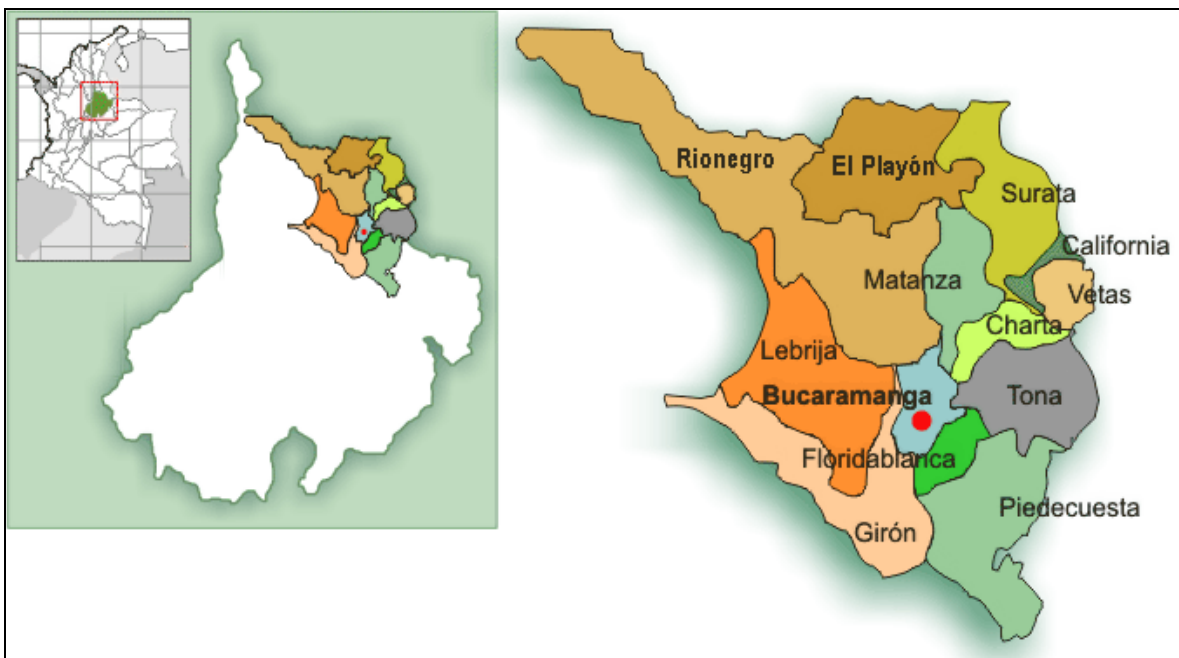 Rionegro
El Playón
Surata
California
Matanza
Vetas
Charta
Lebrija
Bucaramanga
Tona
Floridablanca
Piedecuesta
Girón